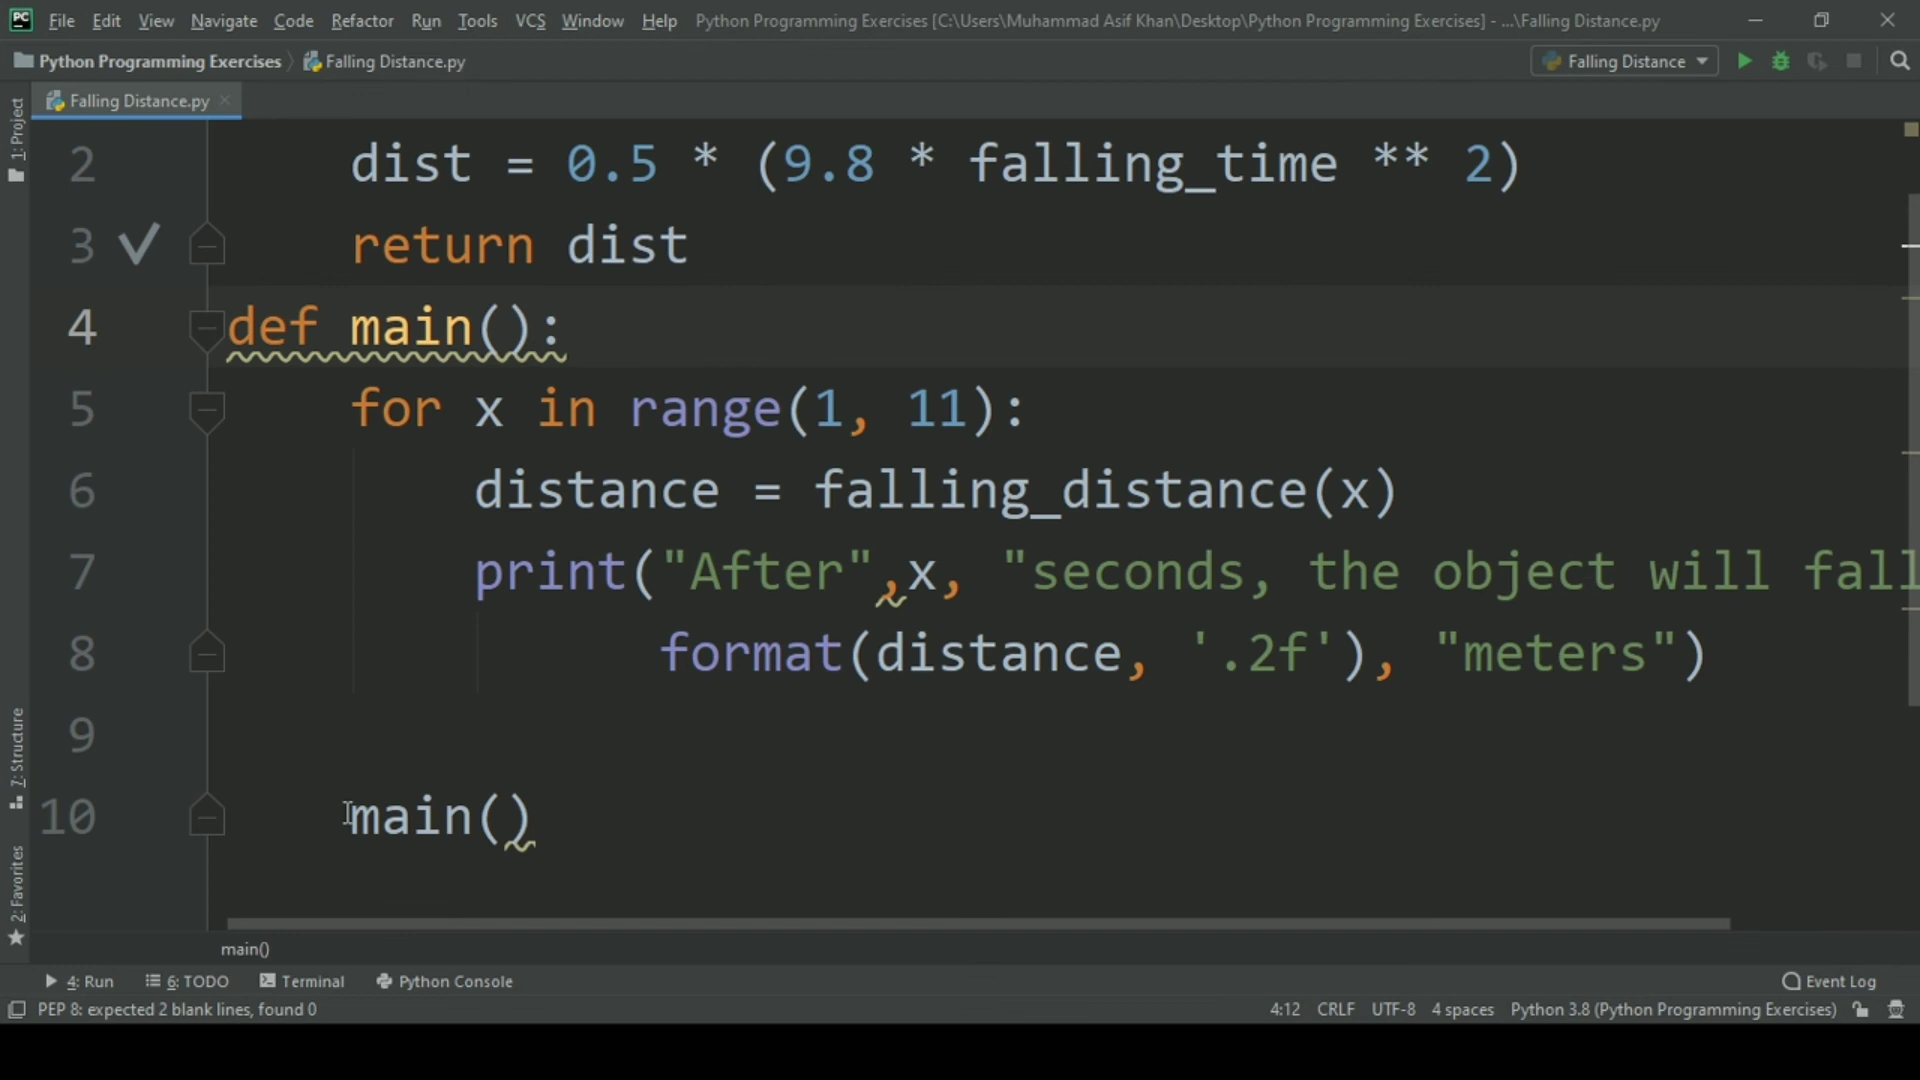 PC File Edit View Navigate Code Refactor Run Tools VCS Window Help Python Programming Exercises [C:\Users\Muhammad Asif Khan\Desktop\Python Programming Exercises] - ...\Falling Distance.py
Python Programming Exercises Falling Distance.py Falling Distance
Falling Distance.py
1: Project
2 dist = 0.5 * (9.8 * falling_time ** 2)
3 return dist
4 def main():
5 for x in range(1, 11):
6 distance = falling_distance(x)
7 print("After",x, "seconds, the object will fall
8 format(distance, '.2f'), "meters")
9
10 main()
7: Structure
2: Favorites
main()
4: Run 6: TODO Terminal Python Console Event Log
PEP 8: expected 2 blank lines, found 0 4:12 CRLF UTF-8 4 spaces Python 3.8 (Python Programming Exercises)